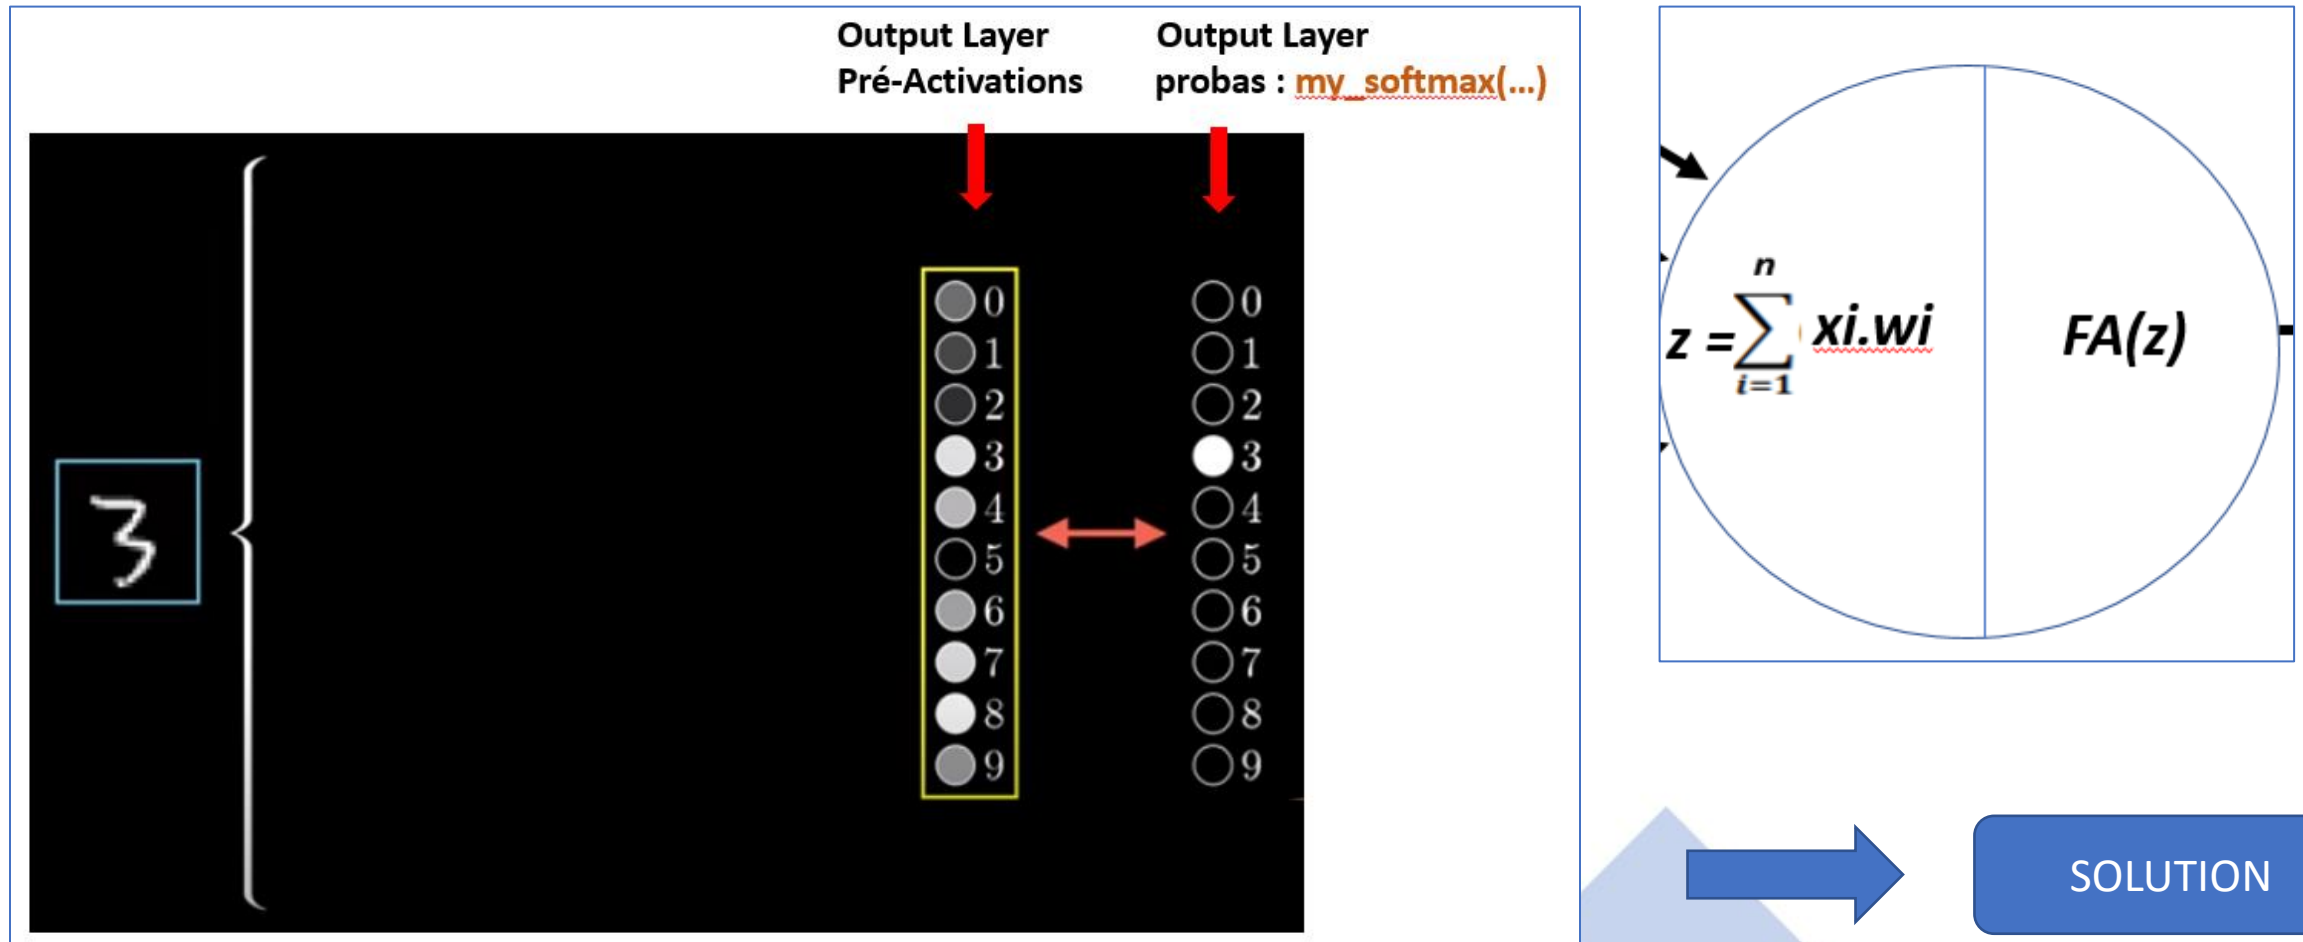 Output Layer
Pré-Activations
Output Layer
probas : my_softmax(...)
3
0
1
2
3
4
5
6
7
8
9
0
1
2
3
4
5
6
7
8
9
n
z = ∑ xi.wi
i=1
FA(z)
SOLUTION